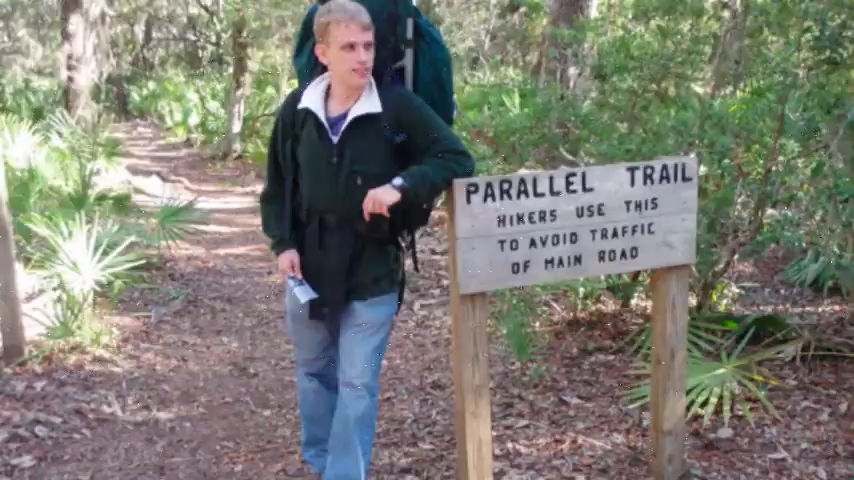 PARALLEL TRAIL
HIKERS USE THIS
TO AVOID TRAFFIC
OF MAIN ROAD